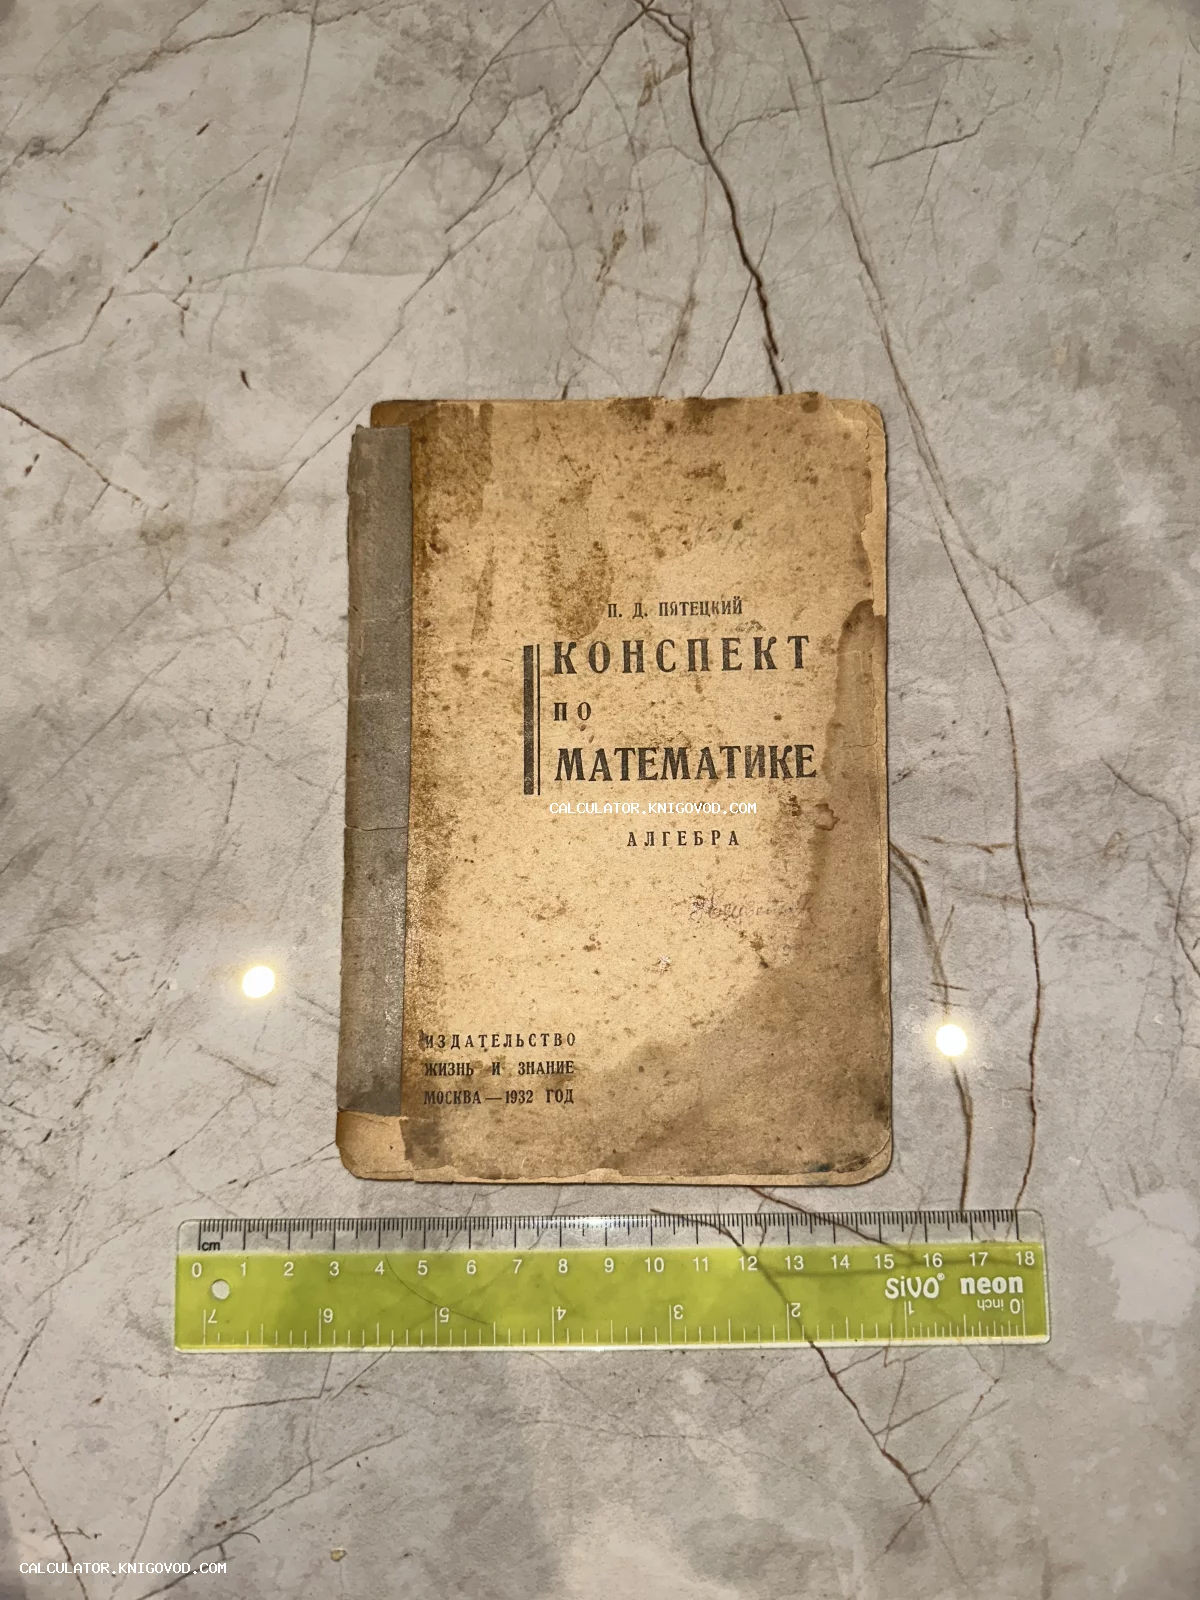 П. Д. ПЯТЕЦКИЙ
КОНСПЕКТ
ПО
МАТЕМАТИКЕ
CALCULATOR.KNIGOVOD.COM
АЛГЕБРА
ИЗДАТЕЛЬСТВО
ЖИЗНЬ И ЗНАНИЕ
МОСКВА — 1932 ГОД
cm
0 1 2 3 4 5 6 7 8 9 10 11 12 13 14 15 16 17 18
SiVO® neon
7 6 5 4 3 2 1 0 inch
CALCULATOR.KNIGOVOD.COM